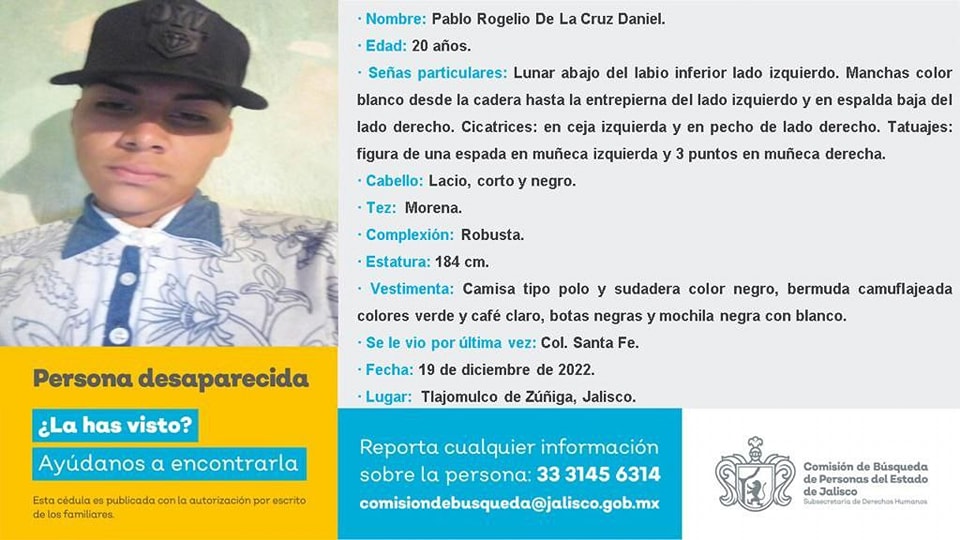 · Nombre: Pablo Rogelio De La Cruz Daniel.
· Edad: 20 años.
· Señas particulares: Lunar abajo del labio inferior lado izquierdo. Manchas color
blanco desde la cadera hasta la entrepierna del lado izquierdo y en espalda baja del
lado derecho. Cicatrices: en ceja izquierda y en pecho de lado derecho. Tatuajes:
figura de una espada en muñeca izquierda y 3 puntos en muñeca derecha.
· Cabello: Lacio, corto y negro.
· Tez: Morena.
· Complexión: Robusta.
· Estatura: 184 cm.
· Vestimenta: Camisa tipo polo y sudadera color negro, bermuda camuflajeada
colores verde y café claro, botas negras y mochila negra con blanco.
· Se le vio por última vez: Col. Santa Fe.
· Fecha: 19 de diciembre de 2022.
· Lugar: Tlajomulco de Zúñiga, Jalisco.
Persona desaparecida
¿La has visto?
Ayúdanos a encontrarla
Esta cédula es publicada con la autorización por escrito
de los familiares.
Reporta cualquier información
sobre la persona: 33 3145 6314
comisiondebusqueda@jalisco.gob.mx
Comisión de Búsqueda
de Personas del Estado
de Jalisco
Subsecretaría de Derechos Humanos